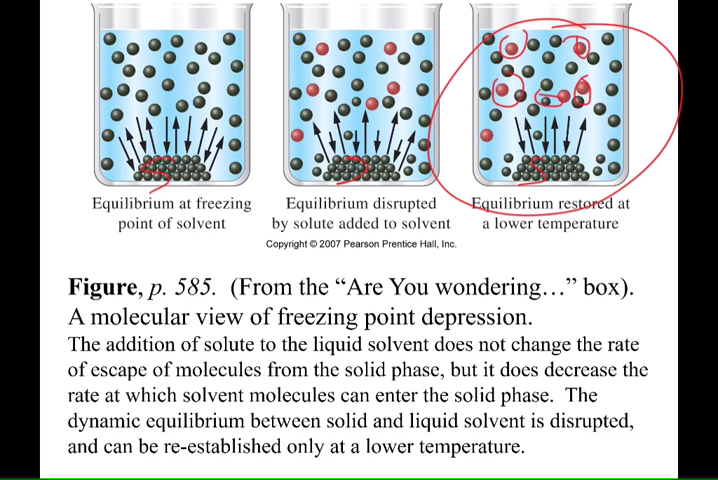 Equilibrium at freezing
point of solvent
Equilibrium disrupted
by solute added to solvent
Equilibrium restored at
a lower temperature
Copyright © 2007 Pearson Prentice Hall, Inc.
Figure, p. 585. (From the “Are You wondering…” box).
A molecular view of freezing point depression.
The addition of solute to the liquid solvent does not change the rate
of escape of molecules from the solid phase, but it does decrease the
rate at which solvent molecules can enter the solid phase. The
dynamic equilibrium between solid and liquid solvent is disrupted,
and can be re-established only at a lower temperature.